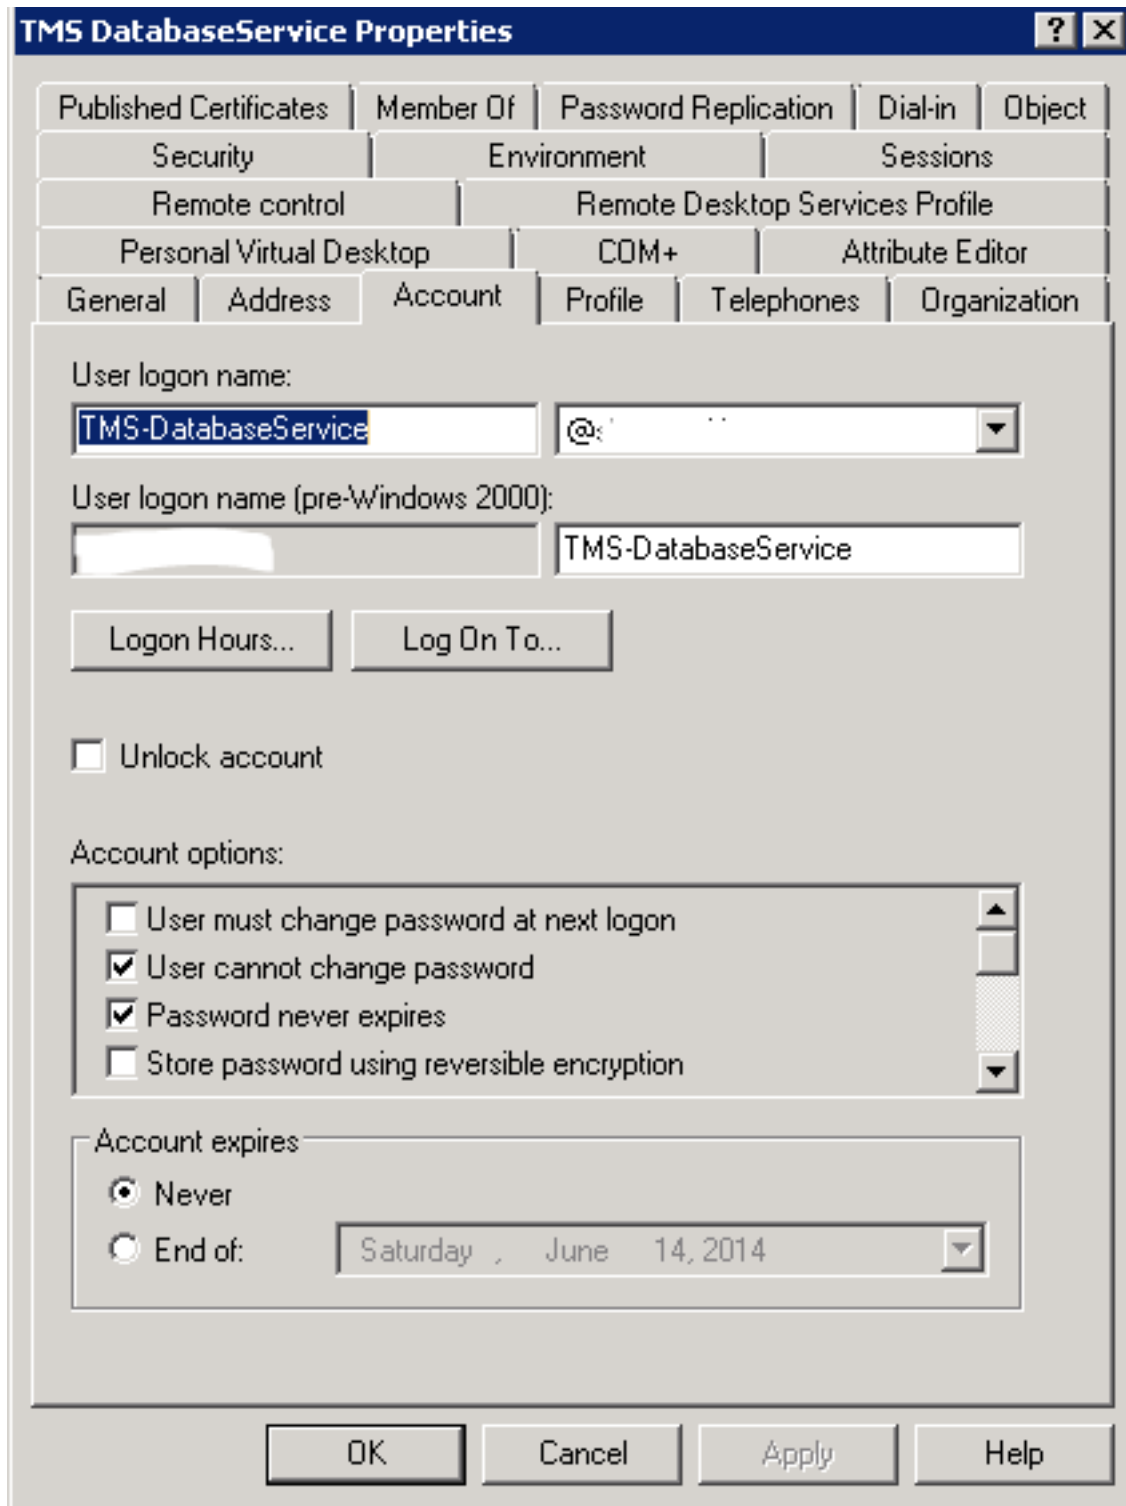 TMS DatabaseService Properties
Published Certificates Member Of Password Replication Dial-in Object
Security Environment Sessions
Remote control Remote Desktop Services Profile
Personal Virtual Desktop COM+ Attribute Editor
General Address Account Profile Telephones Organization
User logon name:
TMS-DatabaseService @
User logon name (pre-Windows 2000):
TMS-DatabaseService
Logon Hours... Log On To...
Unlock account
Account options:
User must change password at next logon
User cannot change password
Password never expires
Store password using reversible encryption
Account expires
Never
End of: Saturday , June 14, 2014
OK Cancel Apply Help